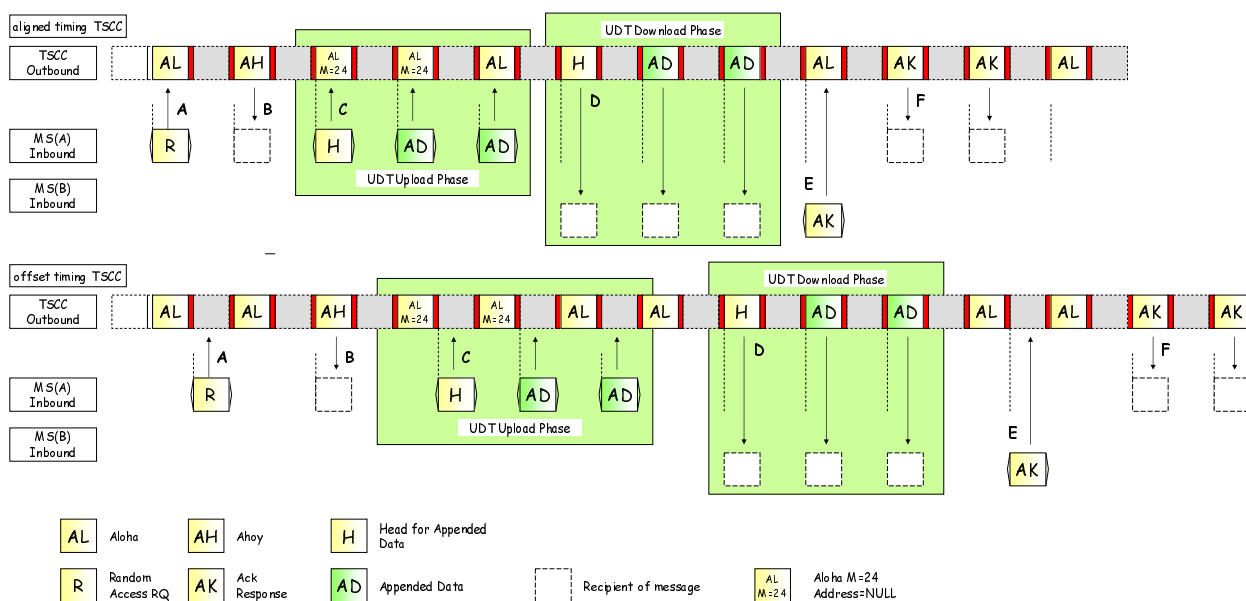 aligned timing TSCC
UDT Download Phase
TSCC
Outbound
AL
AH
AL
M=24
AL
M=24
AL
H
AD
AD
AL
AK
AK
AL
A
B
C
D
E
F
MS(A)
Inbound
R
H
AD
AD
UDT Upload Phase
MS(B)
Inbound
AK
offset timing TSCC
UDT Download Phase
TSCC
Outbound
AL
AL
AH
AL
M=24
AL
M=24
AL
AL
H
AD
AD
AL
AL
AK
AK
A
B
C
D
F
MS(A)
Inbound
R
H
AD
AD
UDT Upload Phase
MS(B)
Inbound
E
AK
AL Aloha
AH Ahoy
H Head for Appended
Data
R Random
Access RQ
AK Ack
Response
AD Appended Data
Recipient of message
AL
M=24
Aloha M=24
Address=NULL